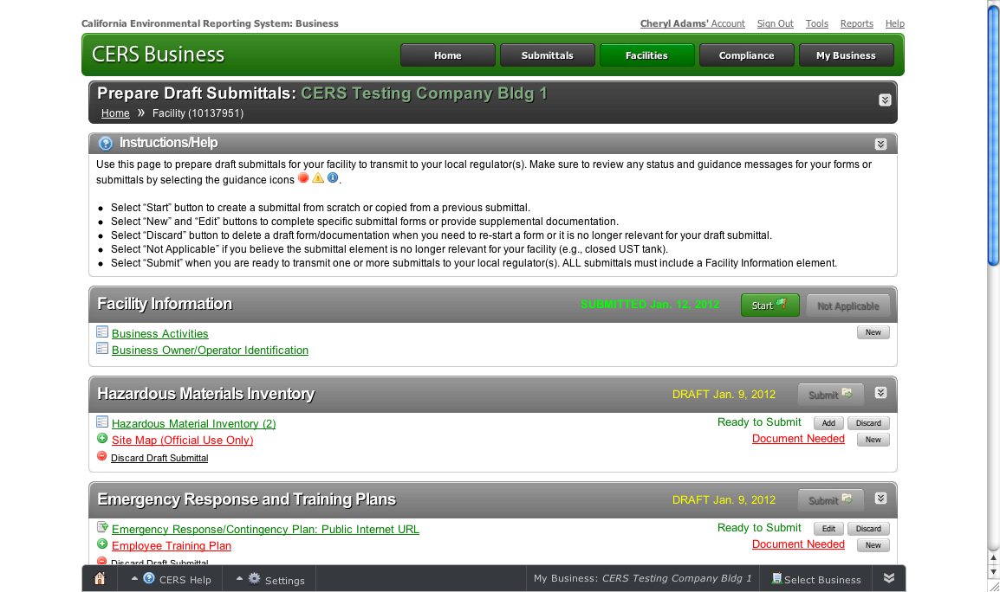 California Environmental Reporting System: Business
Cheryl Adams' Account Sign Out Tools Reports Help
CERS Business
Home Submittals Facilities Compliance My Business
Prepare Draft Submittals: CERS Testing Company Bldg 1
Home » Facility (10137951)
Instructions/Help
Use this page to prepare draft submittals for your facility to transmit to your local regulator(s). Make sure to review any status and guidance messages for your forms or
submittals by selecting the guidance icons .
• Select “Start” button to create a submittal from scratch or copied from a previous submittal.
• Select “New” and “Edit” buttons to complete specific submittal forms or provide supplemental documentation.
• Select “Discard” button to delete a draft form/documentation when you need to re-start a form or it is no longer relevant for your draft submittal.
• Select “Not Applicable” if you believe the submittal element is no longer relevant for your facility (e.g., closed UST tank).
• Select “Submit” when you are ready to transmit one or more submittals to your local regulator(s). ALL submittals must include a Facility Information element.
Facility Information SUBMITTED Jan. 12, 2012 Start Not Applicable
Business Activities New
Business Owner/Operator Identification
Hazardous Materials Inventory DRAFT Jan. 9, 2012 Submit
Hazardous Material Inventory (2) Ready to Submit Add Discard
Site Map (Official Use Only) Document Needed New
Discard Draft Submittal
Emergency Response and Training Plans DRAFT Jan. 9, 2012 Submit
Emergency Response/Contingency Plan: Public Internet URL Ready to Submit Edit Discard
Employee Training Plan Document Needed New
Discard Draft Submittal
CERS Help Settings My Business: CERS Testing Company Bldg 1 Select Business